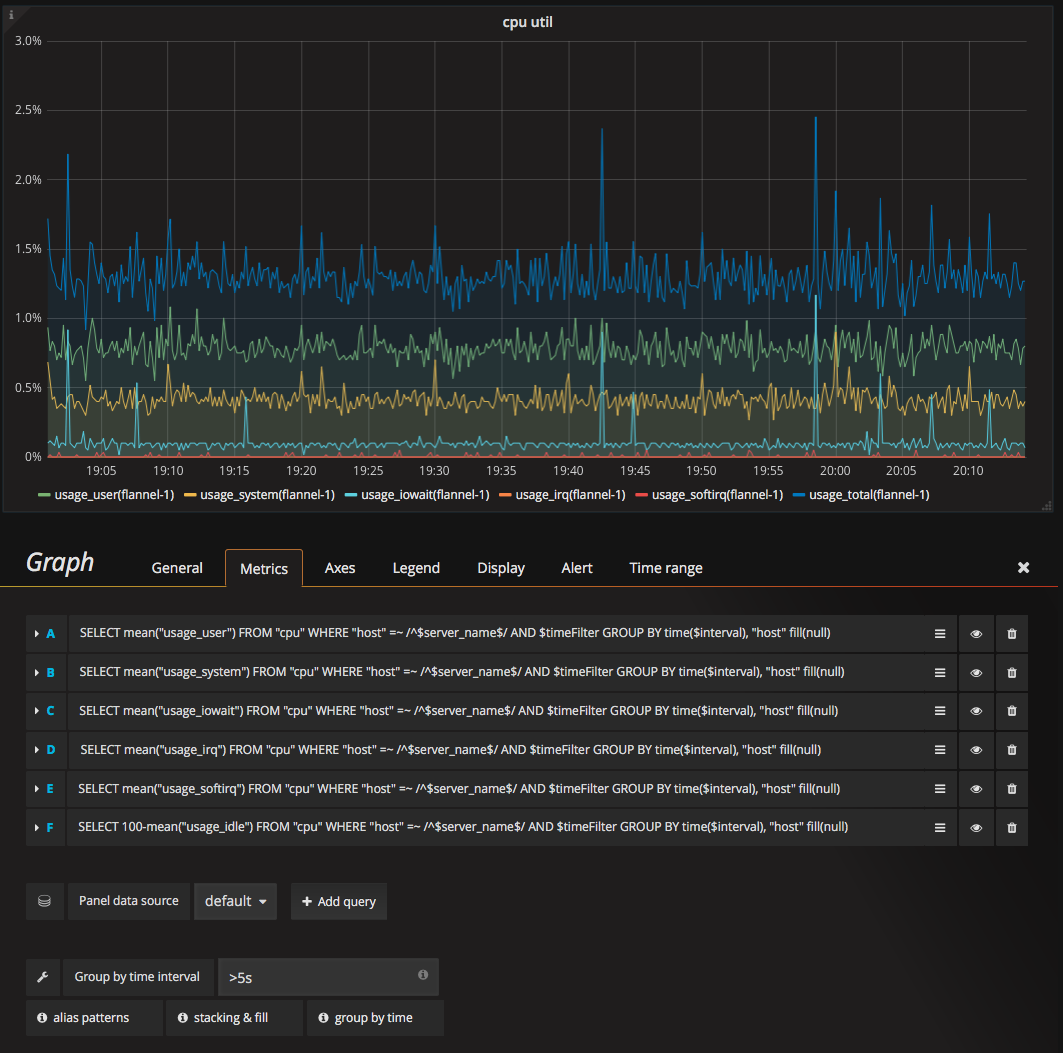 cpu util
3.0%
2.5%
2.0%
1.5%
1.0%
0.5%
0%
19:05 19:10 19:15 19:20 19:25 19:30 19:35 19:40 19:45 19:50 19:55 20:00 20:05 20:10
usage_user(flannel-1) usage_system(flannel-1) usage_iowait(flannel-1) usage_irq(flannel-1) usage_softirq(flannel-1) usage_total(flannel-1)
Graph General Metrics Axes Legend Display Alert Time range
A SELECT mean("usage_user") FROM "cpu" WHERE "host" =~ /^$server_name$/ AND $timeFilter GROUP BY time($interval), "host" fill(null)
B SELECT mean("usage_system") FROM "cpu" WHERE "host" =~ /^$server_name$/ AND $timeFilter GROUP BY time($interval), "host" fill(null)
C SELECT mean("usage_iowait") FROM "cpu" WHERE "host" =~ /^$server_name$/ AND $timeFilter GROUP BY time($interval), "host" fill(null)
D SELECT mean("usage_irq") FROM "cpu" WHERE "host" =~ /^$server_name$/ AND $timeFilter GROUP BY time($interval), "host" fill(null)
E SELECT mean("usage_softirq") FROM "cpu" WHERE "host" =~ /^$server_name$/ AND $timeFilter GROUP BY time($interval), "host" fill(null)
F SELECT 100-mean("usage_idle") FROM "cpu" WHERE "host" =~ /^$server_name$/ AND $timeFilter GROUP BY time($interval), "host" fill(null)
Panel data source default + Add query
Group by time interval >5s
alias patterns stacking & fill group by time